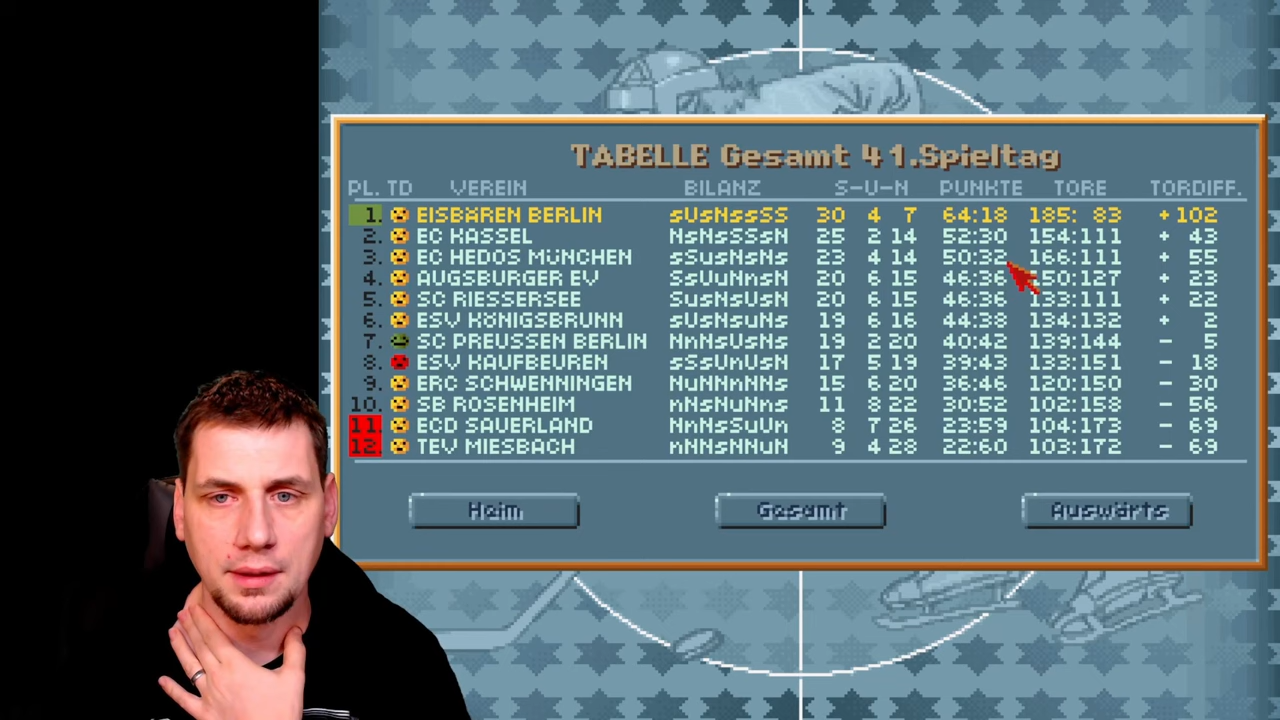 TABELLE Gesamt 41.Spieltag
PL. TD VEREIN BILANZ S-U-N PUNKTE TORE TORDIFF.
1. EISBÄREN BERLIN sUsNssSS 30 4 7 64:18 185: 83 +102
2. EC KASSEL NsNsSSsN 25 2 14 52:30 154:111 + 43
3. EC HEDOS MÜNCHEN sSusNsNs 23 4 14 50:32 166:111 + 55
4. AUGSBURGER EV SsUuNnsN 20 6 15 46:36 150:127 + 23
5. SC RIESSERSEE SusNsUsN 20 6 15 46:36 133:111 + 22
6. ESV KÖNIGSBRUNN sUsNsuNs 19 6 16 44:38 134:132 + 2
7. SC PREUSSEN BERLIN NnNsUsNs 19 2 20 40:42 139:144 - 5
8. ESV KAUFBEUREN sSsUnUsN 17 5 19 39:43 133:151 - 18
9. ERC SCHWENNINGEN NuNNnNNs 15 6 20 36:46 120:150 - 30
10. SB ROSENHEIM nNsNuNns 11 8 22 30:52 102:158 - 56
11. ECD SAUERLAND NnNsSuUn 8 7 26 23:59 104:173 - 69
12. TEV MIESBACH nNNsNNuN 9 4 28 22:60 103:172 - 69
Heim Gesamt Auswärts